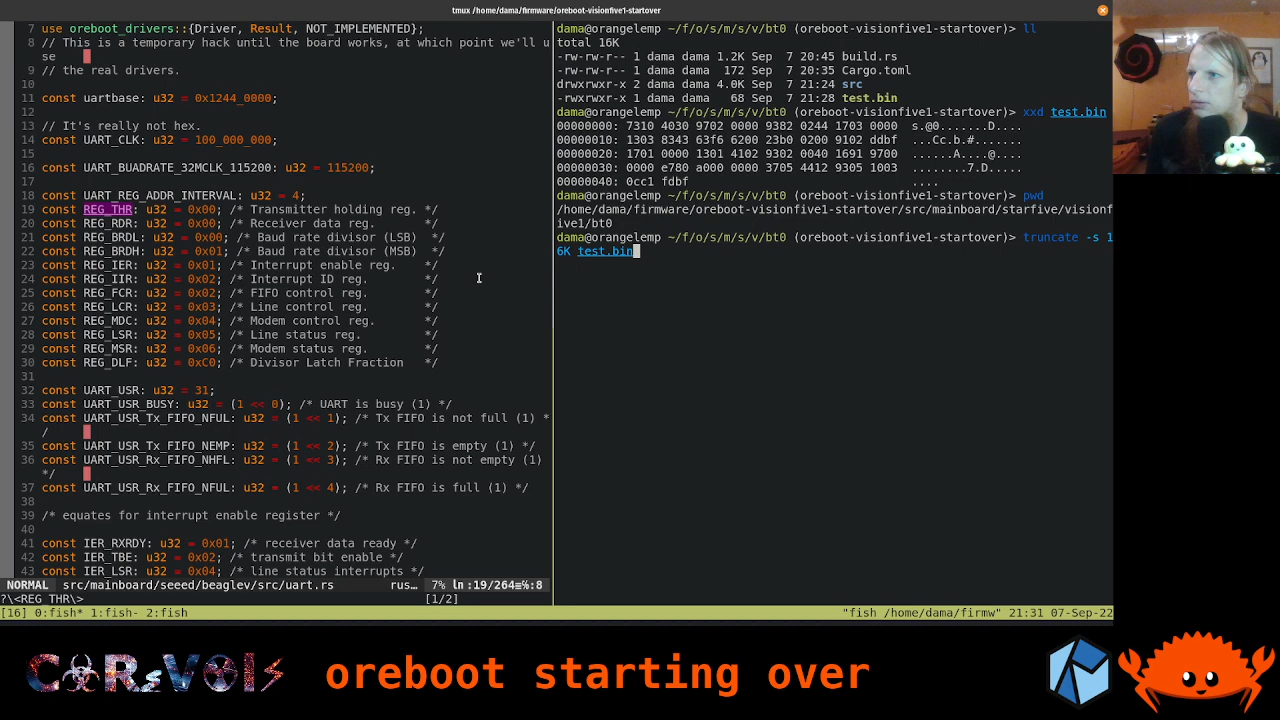 tmux /home/dama/firmware/oreboot-visionfive1-startover
7 use oreboot_drivers::{Driver, Result, NOT_IMPLEMENTED};
8 // This is a temporary hack until the board works, at which point we'll u
se
9 // the real drivers.
10
11 const uartbase: u32 = 0x1244_0000;
12
13 // It's really not hex.
14 const UART_CLK: u32 = 100_000_000;
15
16 const UART_BUADRATE_32MCLK_115200: u32 = 115200;
17
18 const UART_REG_ADDR_INTERVAL: u32 = 4;
19 const REG_THR: u32 = 0x00; /* Transmitter holding reg. */
20 const REG_RDR: u32 = 0x00; /* Receiver data reg. */
21 const REG_BRDL: u32 = 0x00; /* Baud rate divisor (LSB) */
22 const REG_BRDH: u32 = 0x01; /* Baud rate divisor (MSB) */
23 const REG_IER: u32 = 0x01; /* Interrupt enable reg. */
24 const REG_IIR: u32 = 0x02; /* Interrupt ID reg. */
25 const REG_FCR: u32 = 0x02; /* FIFO control reg. */
26 const REG_LCR: u32 = 0x03; /* Line control reg. */
27 const REG_MDC: u32 = 0x04; /* Modem control reg. */
28 const REG_LSR: u32 = 0x05; /* Line status reg. */
29 const REG_MSR: u32 = 0x06; /* Modem status reg. */
30 const REG_DLF: u32 = 0xC0; /* Divisor Latch Fraction */
31
32 const UART_USR: u32 = 31;
33 const UART_USR_BUSY: u32 = (1 << 0); /* UART is busy (1) */
34 const UART_USR_Tx_FIFO_NFUL: u32 = (1 << 1); /* Tx FIFO is not full (1) *
/
35 const UART_USR_Tx_FIFO_NEMP: u32 = (1 << 2); /* Tx FIFO is empty (1) */
36 const UART_USR_Rx_FIFO_NHFL: u32 = (1 << 3); /* Rx FIFO is not empty (1)
*/
37 const UART_USR_Rx_FIFO_NFUL: u32 = (1 << 4); /* Rx FIFO is full (1) */
38
39 /* equates for interrupt enable register */
40
41 const IER_RXRDY: u32 = 0x01; /* receiver data ready */
42 const IER_TBE: u32 = 0x02; /* transmit bit enable */
43 const IER_LSR: u32 = 0x04; /* line status interrupts */
NORMAL src/mainboard/seeed/beaglev/src/uart.rs rus… 7% ln:19/264≡℅:8
?\<REG_THR\> [1/2]
dama@orangelemp ~/f/o/s/m/s/v/bt0 (oreboot-visionfive1-startover)> ll
total 16K
-rw-rw-r-- 1 dama dama 1.2K Sep 7 20:45 build.rs
-rw-rw-r-- 1 dama dama 172 Sep 7 20:35 Cargo.toml
drwxrwxr-x 2 dama dama 4.0K Sep 7 21:28 src
-rwxrwxr-x 1 dama dama 68 Sep 7 21:28 test.bin
dama@orangelemp ~/f/o/s/m/s/v/bt0 (oreboot-visionfive1-startover)> xxd test.bin
00000000: 7310 4030 9702 0000 9382 0244 1703 0000 s.@0.......D....
00000010: 1303 8343 63f6 6200 23b0 0200 9102 ddbf ...Cc.b.#.......
00000020: 1701 0000 1301 4102 9302 0040 1691 9700 ......A....@....
00000030: 0000 e780 a000 0000 3705 4412 9305 1003 ........7.D.....
00000040: 0cc1 fdbf ....
dama@orangelemp ~/f/o/s/m/s/v/bt0 (oreboot-visionfive1-startover)> pwd
/home/dama/firmware/oreboot-visionfive1-startover/src/mainboard/starfive/visionf
ive1/bt0
dama@orangelemp ~/f/o/s/m/s/v/bt0 (oreboot-visionfive1-startover)> truncate -s 1
6K test.bin
[16] 0:fish* 1:fish- 2:fish "fish /home/dama/firmw" 21:31 07-Sep-22
oreboot starting over